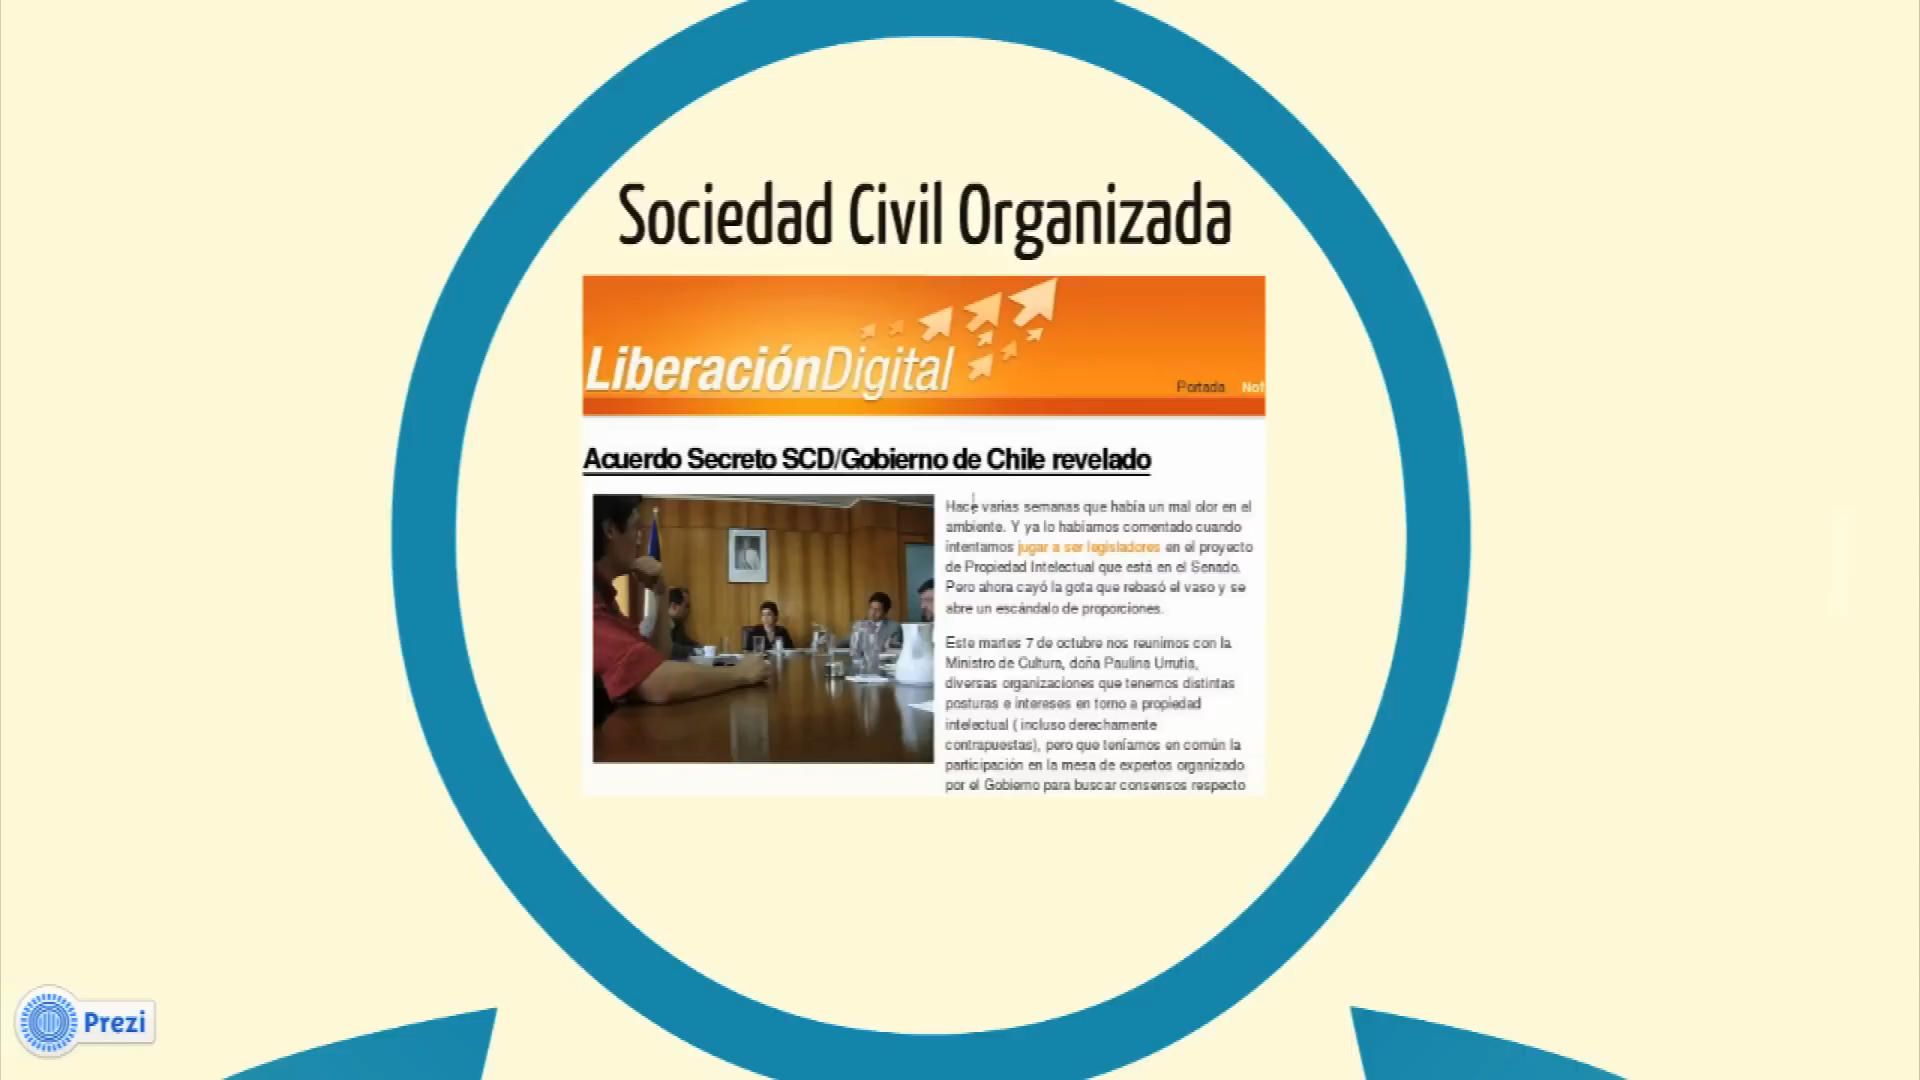 Sociedad Civil Organizada
LiberaciónDigital
Portada Not
Acuerdo Secreto SCD/Gobierno de Chile revelado
Hace varias semanas que había un mal olor en el
ambiente. Y ya lo habíamos comentado cuando
intentamos jugar a ser legisladores en el proyecto
de Propiedad Intelectual que está en el Senado.
Pero ahora cayó la gota que rebasó el vaso y se
abre un escándalo de proporciones.
Este martes 7 de octubre nos reunimos con la
Ministro de Cultura, doña Paulina Urrutia,
diversas organizaciones que tenemos distintas
posturas e intereses en torno a propiedad
intelectual ( incluso derechamente
contrapuestas), pero que teníamos en común la
participación en la mesa de expertos organizado
por el Gobierno para buscar consensos respecto
Prezi